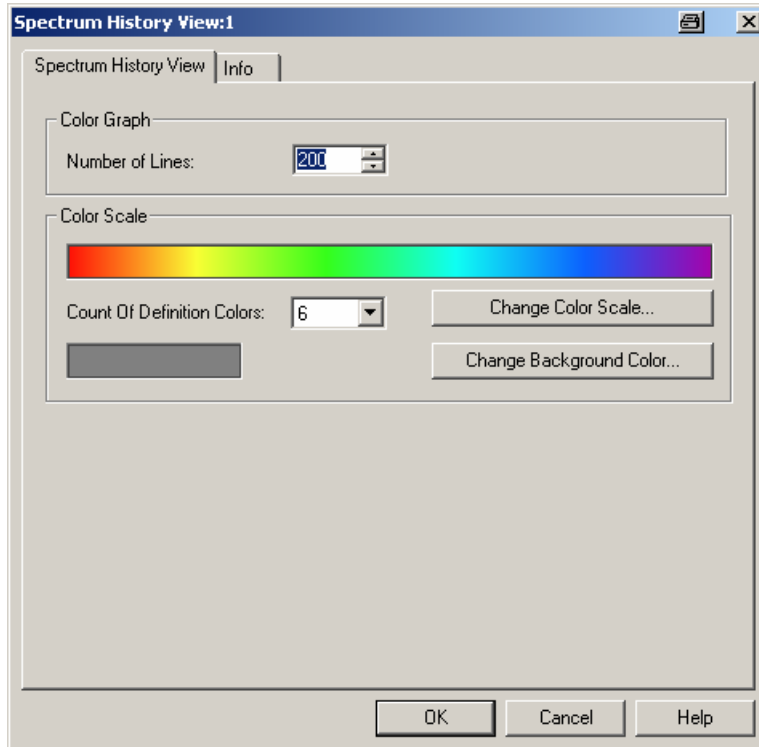 Spectrum History View:1
Spectrum History View Info
Color Graph
Number of Lines: 200
Color Scale
Count Of Definition Colors: 6 Change Color Scale...
Change Background Color...
OK Cancel Help